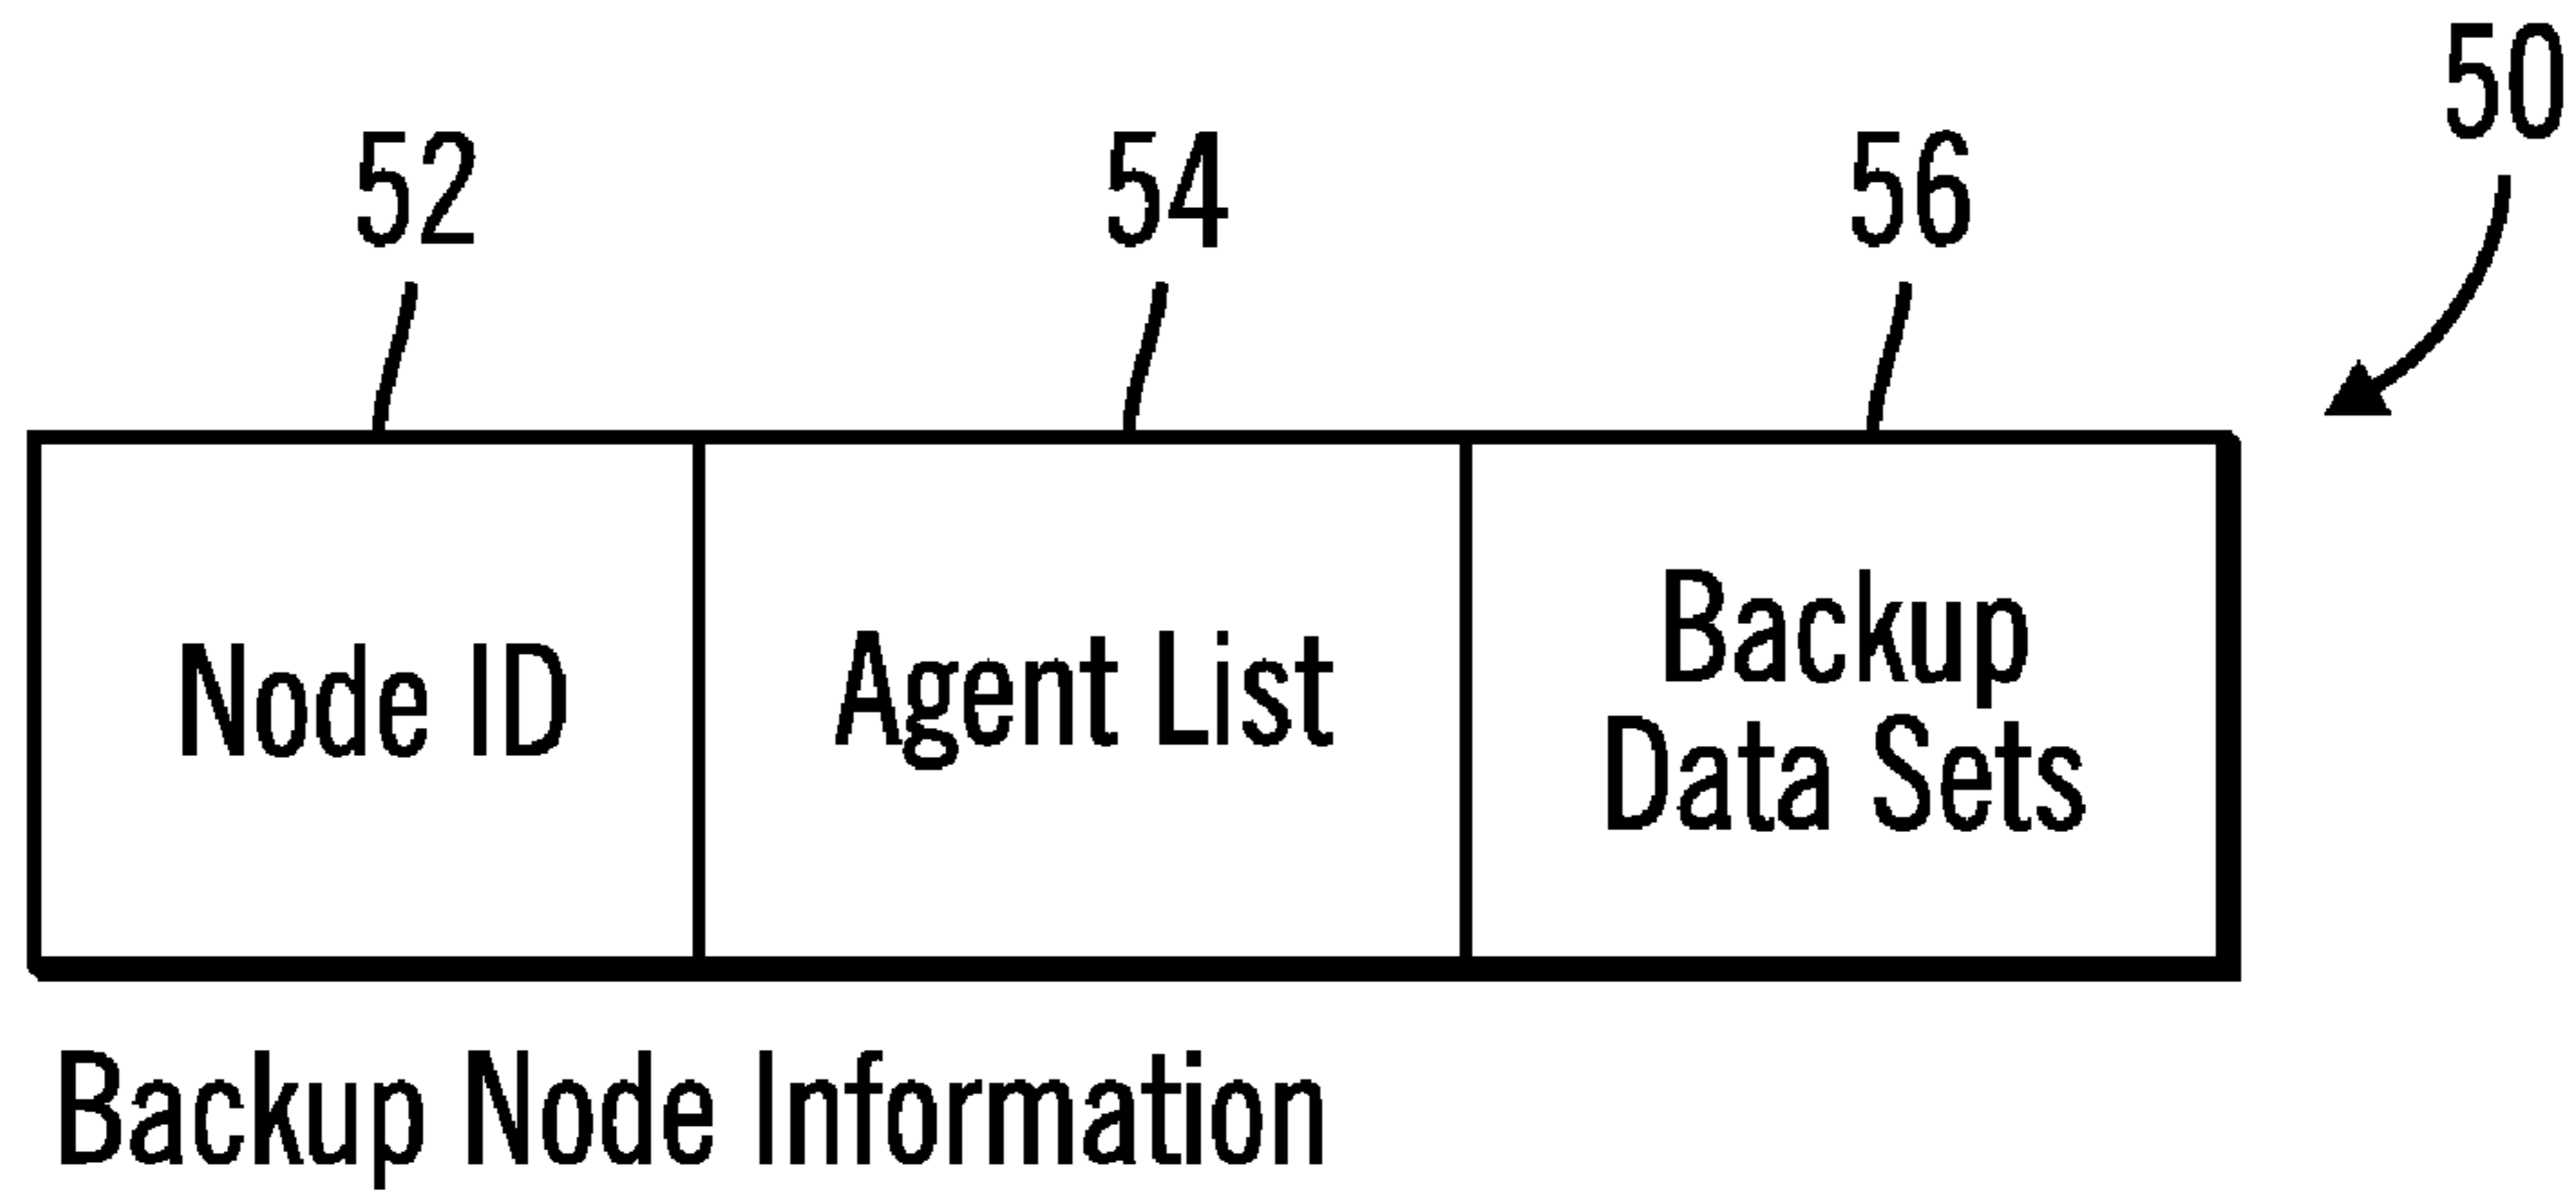 50
52
54
56
Node ID
Agent List
Backup
Data Sets
Backup Node Information